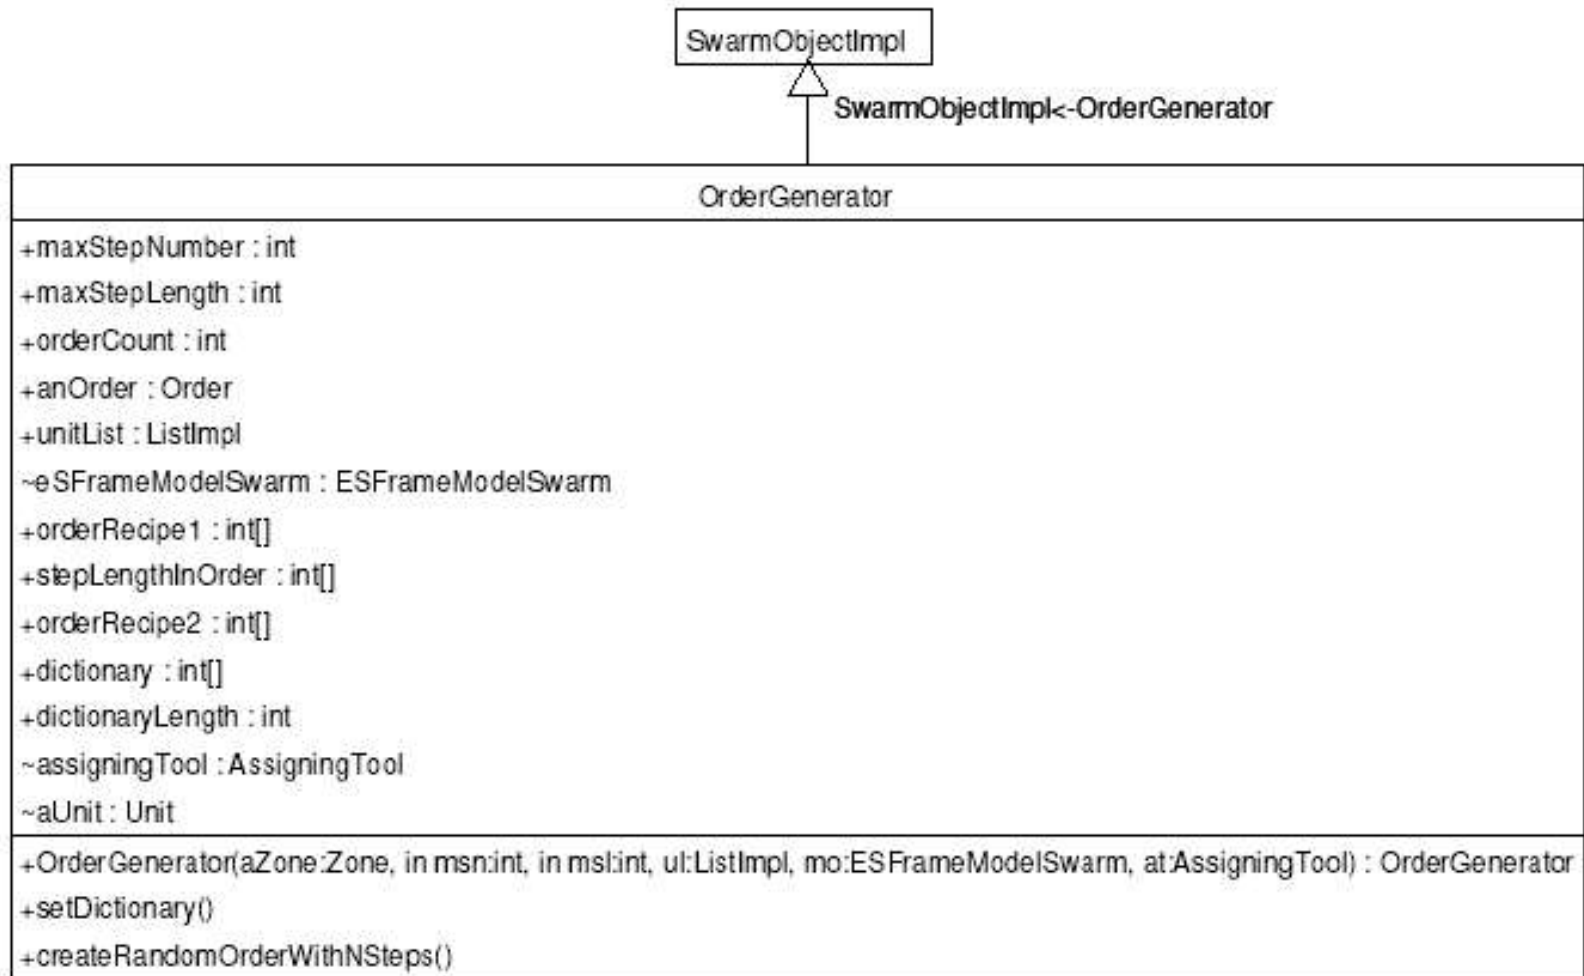 SwarmObjectImpl
SwarmObjectImpl<-OrderGenerator
OrderGenerator
+maxStepNumber : int
+maxStepLength : int
+orderCount : int
+anOrder : Order
+unitList : ListImpl
~eSFrameModelSwarm : ESFrameModelSwarm
+orderRecipe1 : int[]
+stepLengthInOrder : int[]
+orderRecipe2 : int[]
+dictionary : int[]
+dictionaryLength : int
~assigningTool : AssigningTool
~aUnit : Unit
+OrderGenerator(aZone:Zone, in msn:int, in msl:int, ul:ListImpl, mo:ESFrameModelSwarm, at:AssigningTool) : OrderGenerator
+setDictionary()
+createRandomOrderWithNSteps()